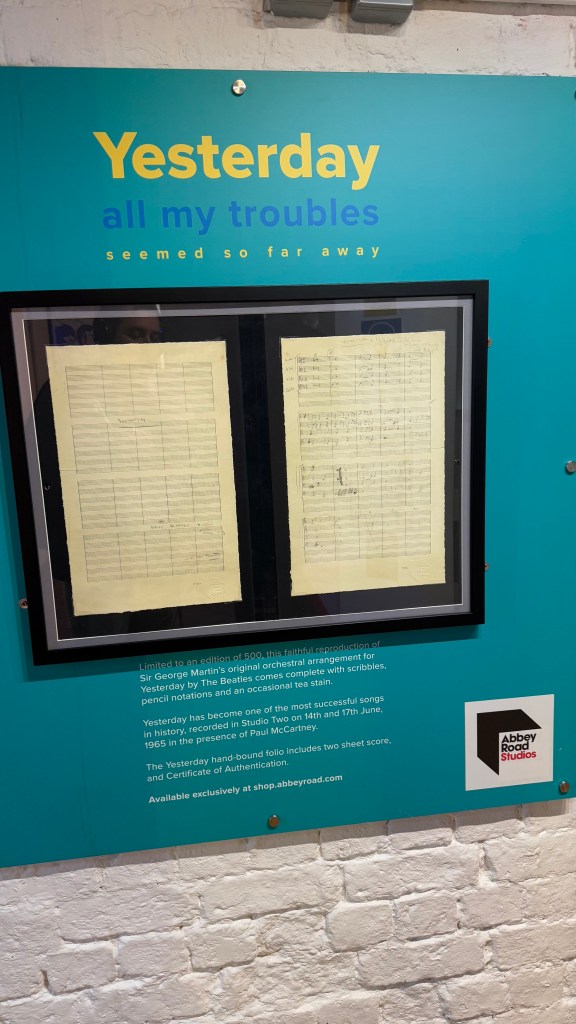 Yesterday
all my troubles
seemed so far away
Limited to an edition of 500, this faithful reproduction of
Sir George Martin's original orchestral arrangement for
Yesterday by The Beatles comes complete with scribbles,
pencil notations and an occasional tea stain.
Yesterday has become one of the most successful songs
in history, recorded in Studio Two on 14th and 17th June,
1965 in the presence of Paul McCartney.
The Yesterday hand-bound folio includes two sheet score,
and Certificate of Authentication.
Available exclusively at shop.abbeyroad.com
Abbey
Road
Studios